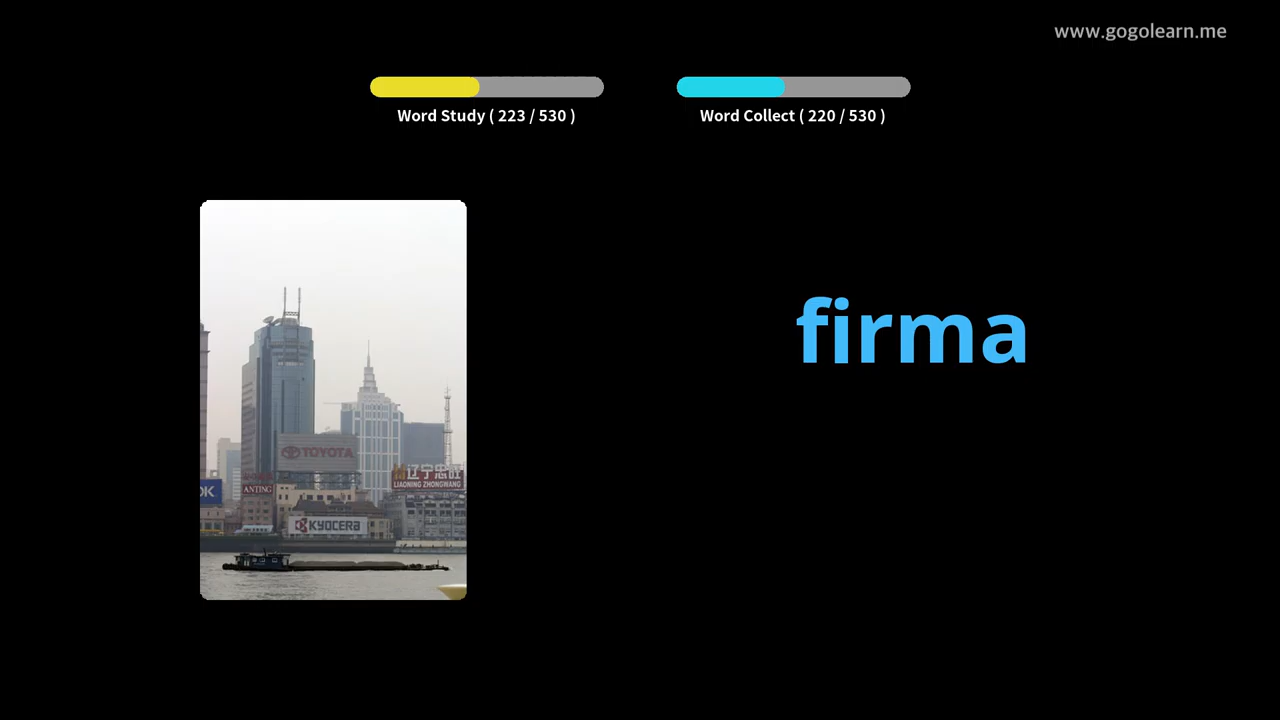 www.gogolearn.me
Word Study ( 223 / 530 )
Word Collect ( 220 / 530 )
firma
TOYOTA
辽宁忠旺
LIAONING ZHONGWANG
OK
ANTING
KYOCERA